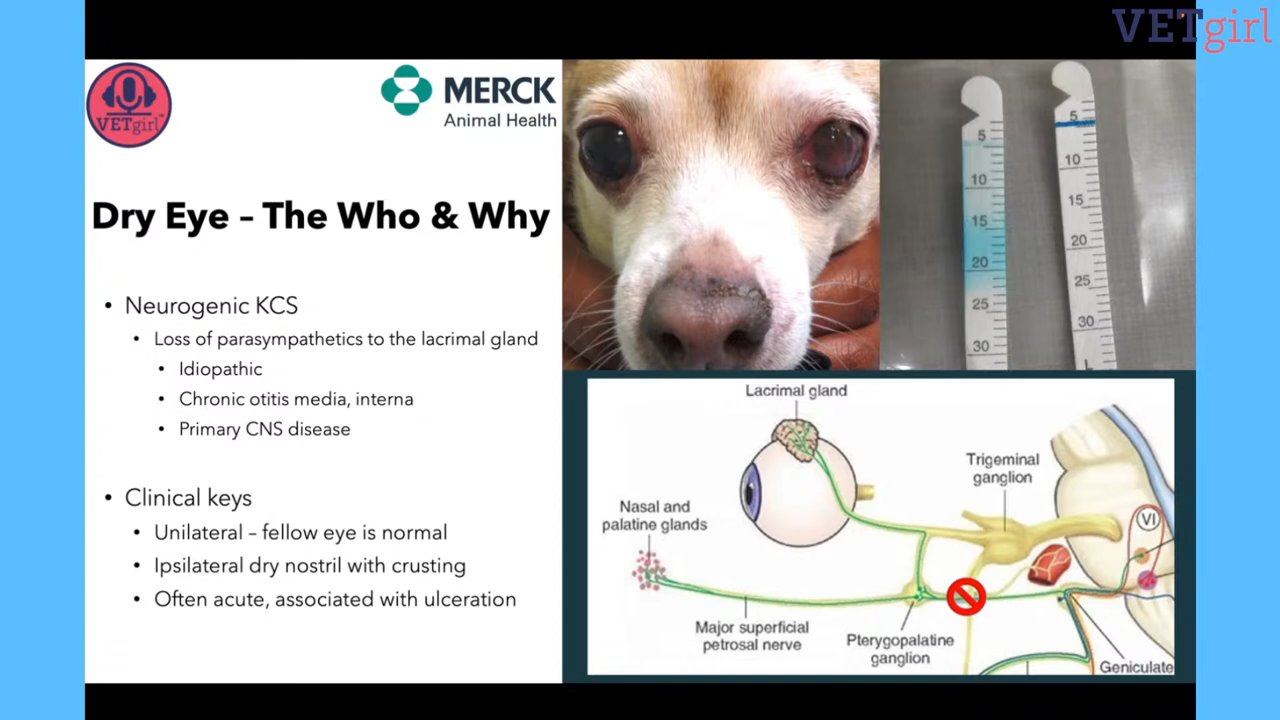 VETgirl
VETgirl
MERCK
Animal Health
Dry Eye – The Who & Why
• Neurogenic KCS
• Loss of parasympathetics to the lacrimal gland
• Idiopathic
• Chronic otitis media, interna
• Primary CNS disease
• Clinical keys
• Unilateral – fellow eye is normal
• Ipsilateral dry nostril with crusting
• Often acute, associated with ulceration
5
10
15
20
25
30
5
10
15
20
25
30
L
Lacrimal gland
Trigeminal
ganglion
Nasal and
palatine glands
VI
Major superficial
petrosal nerve
Pterygopalatine
ganglion
Geniculate